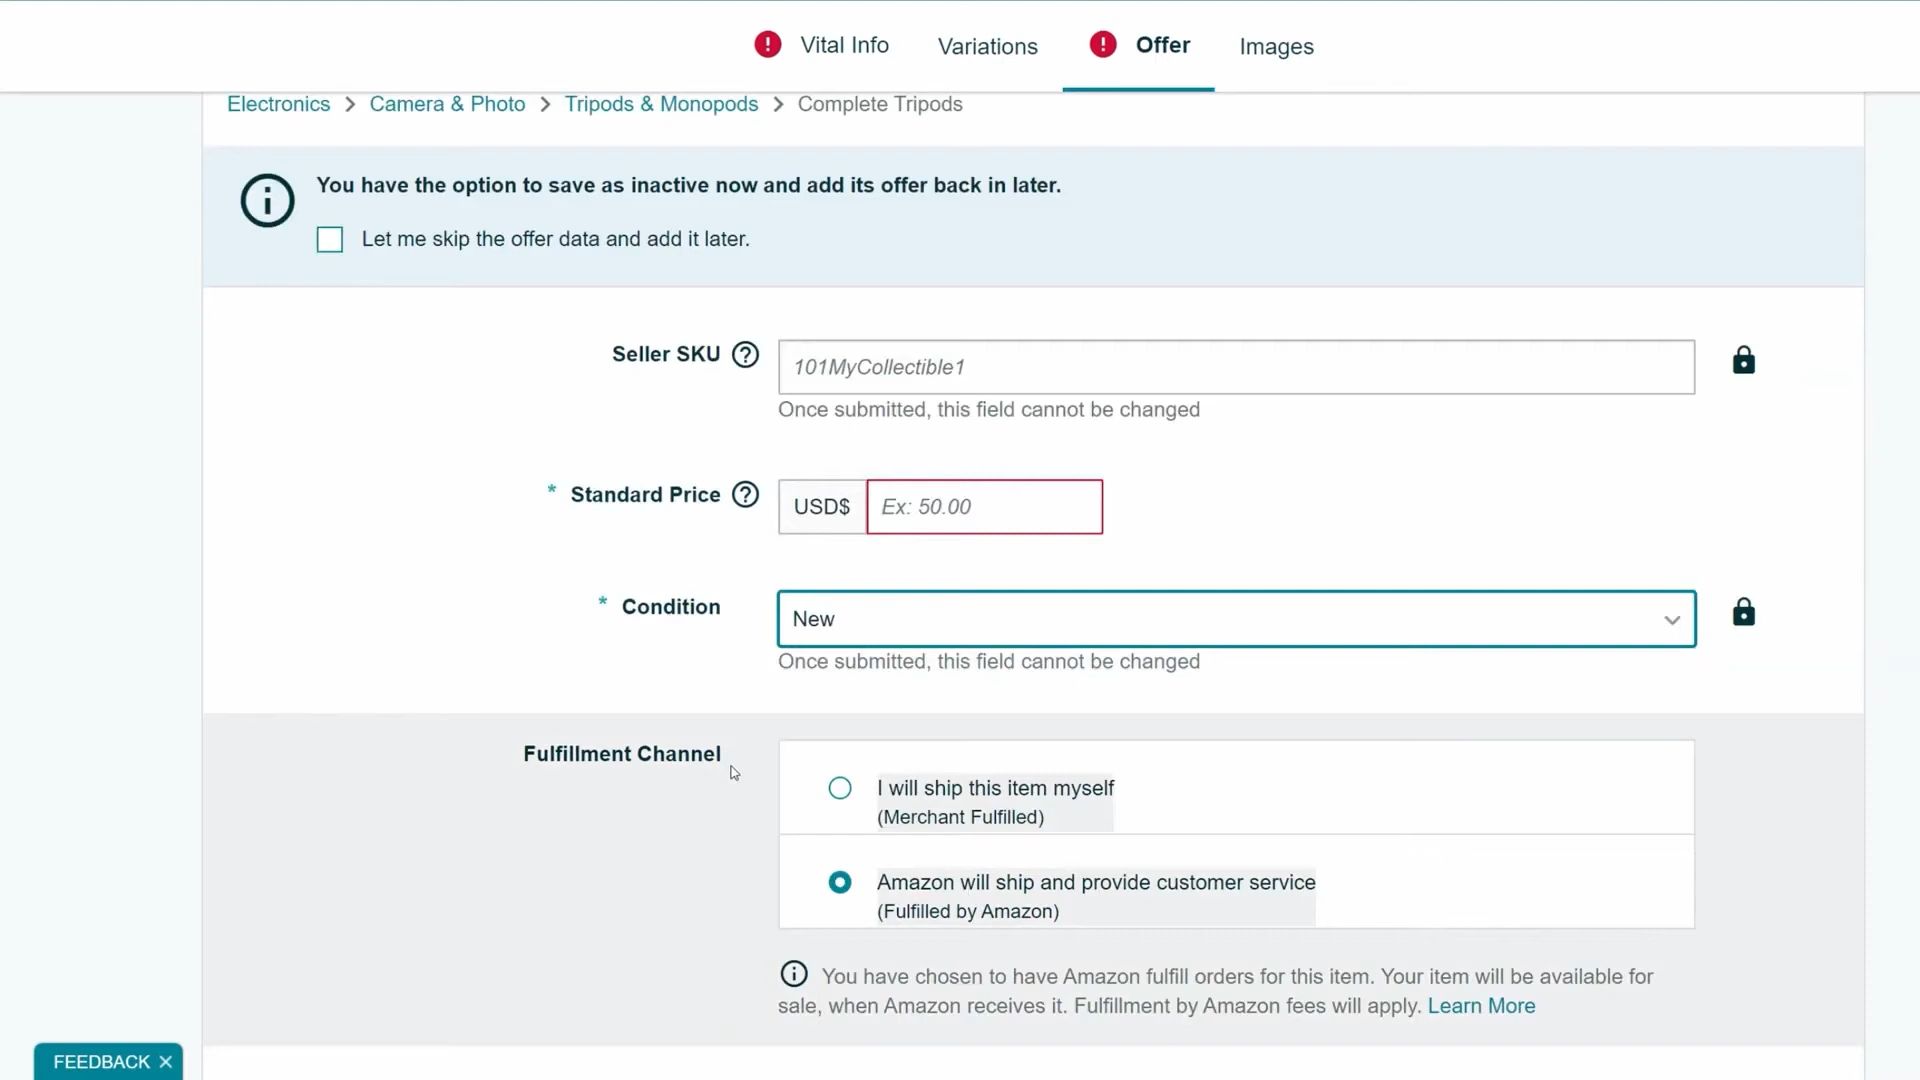 ! Vital Info Variations ! Offer Images
Electronics > Camera & Photo > Tripods & Monopods > Complete Tripods
You have the option to save as inactive now and add its offer back in later.
Let me skip the offer data and add it later.
Seller SKU ? 101MyCollectible1
Once submitted, this field cannot be changed
* Standard Price ? USD$ Ex: 50.00
* Condition New
Once submitted, this field cannot be changed
Fulfillment Channel
I will ship this item myself
(Merchant Fulfilled)
Amazon will ship and provide customer service
(Fulfilled by Amazon)
You have chosen to have Amazon fulfill orders for this item. Your item will be available for
sale, when Amazon receives it. Fulfillment by Amazon fees will apply. Learn More
FEEDBACK ×